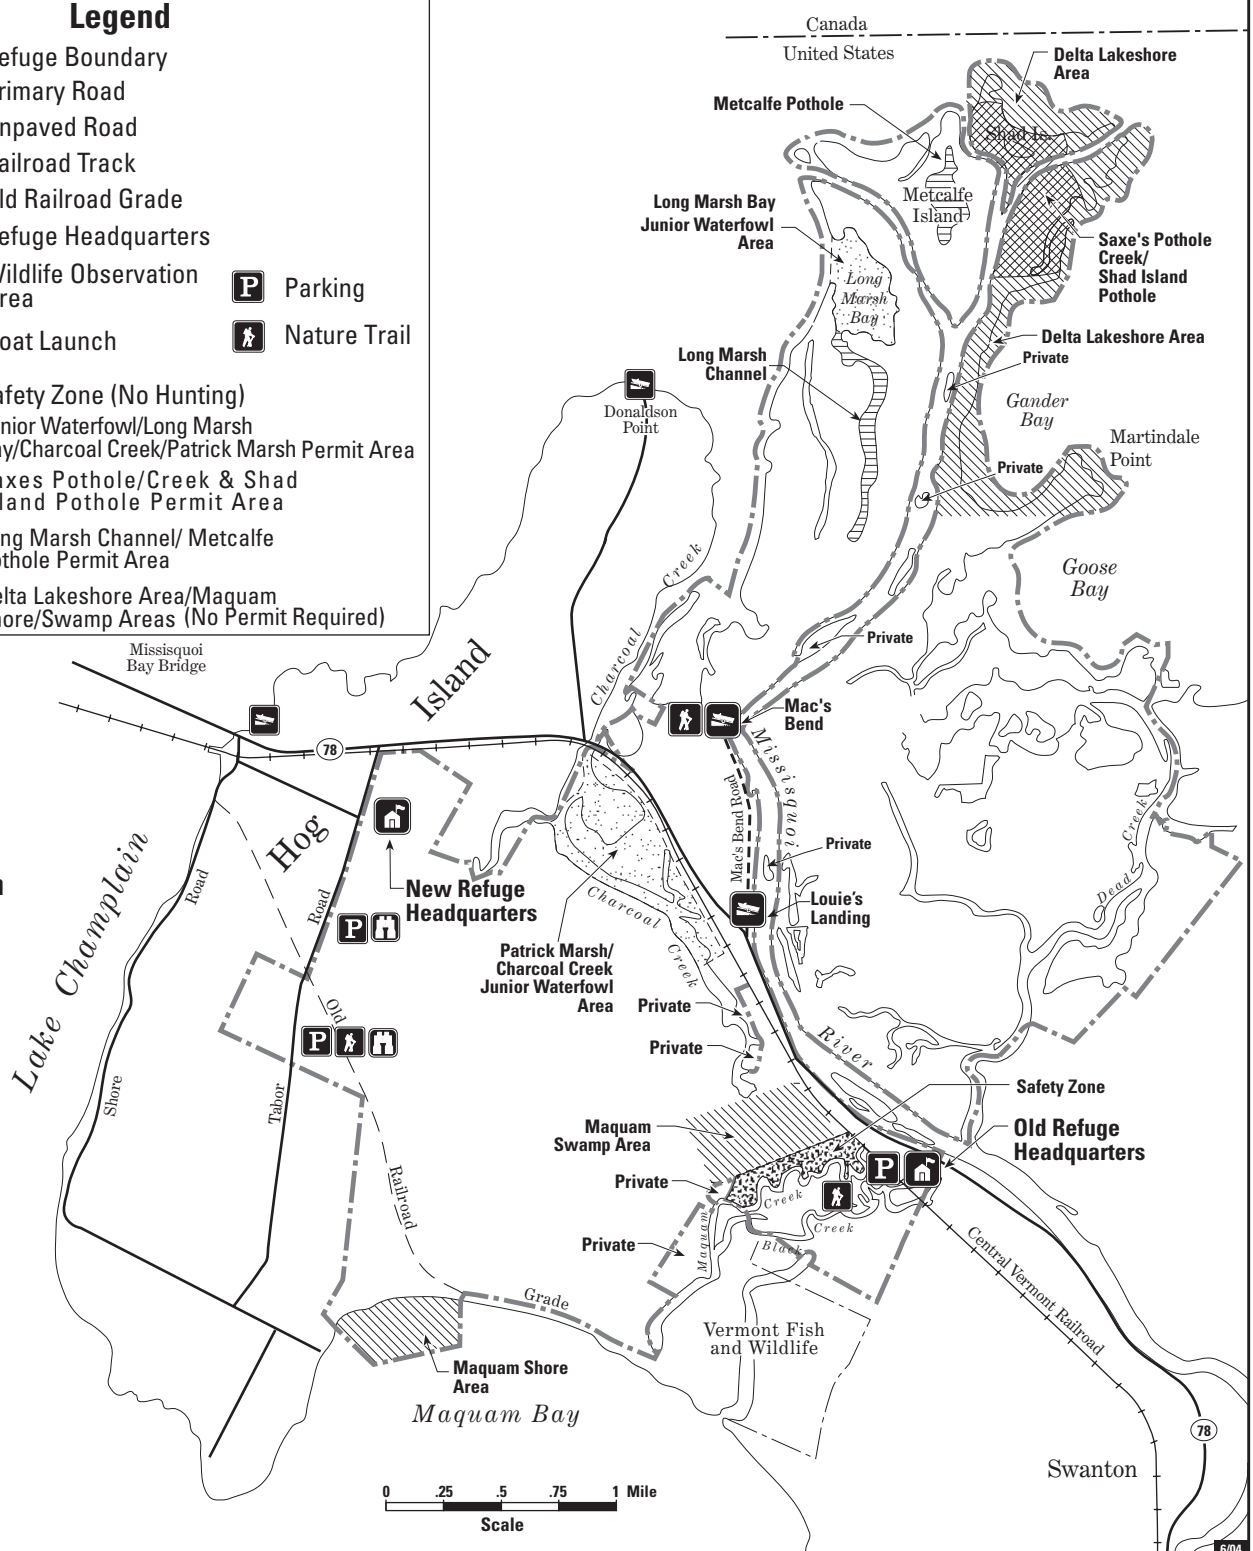 Legend
efuge Boundary
rimary Road
npaved Road
ailroad Track
ld Railroad Grade
efuge Headquarters
ildlife Observation
rea
P Parking
oat Launch
Nature Trail
afety Zone (No Hunting)
nior Waterfowl/Long Marsh
ay/Charcoal Creek/Patrick Marsh Permit Area
axes Pothole/Creek & Shad
land Pothole Permit Area
ng Marsh Channel/ Metcalfe
othole Permit Area
elta Lakeshore Area/Maquam
hore/Swamp Areas (No Permit Required)
Canada
United States
Delta Lakeshore
Area
Metcalfe Pothole
Shad Is.
Metcalfe
Island
Long Marsh Bay
Junior Waterfowl
Area
Saxe's Pothole
Creek/
Shad Island
Pothole
Long
Marsh
Bay
Delta Lakeshore Area
Private
Long Marsh
Channel
Gander
Bay
Donaldson
Point
Martindale
Point
Private
Goose
Bay
Creek
Charcoal
Private
Missisquoi
Bay Bridge
Island
Mac's
Bend
78
Missisquoi
Mac's Bend Road
Hog
Private
Dead Creek
Lake Champlain
Road
Road
New Refuge
Headquarters
Charcoal
Creek
Louie's
Landing
P
Patrick Marsh/
Charcoal Creek
Junior Waterfowl
Area
Private
Old
P
Private
River
Shore
Tabor
Safety Zone
Maquam
Swamp Area
Old Refuge
Headquarters
P
Private
Creek
Creek
Railroad
Maquam
Private
Black
Central Vermont Railroad
Grade
Vermont Fish
and Wildlife
Maquam Shore
Area
Maquam Bay
78
Swanton
0 .25 .5 .75 1 Mile
Scale
6/04